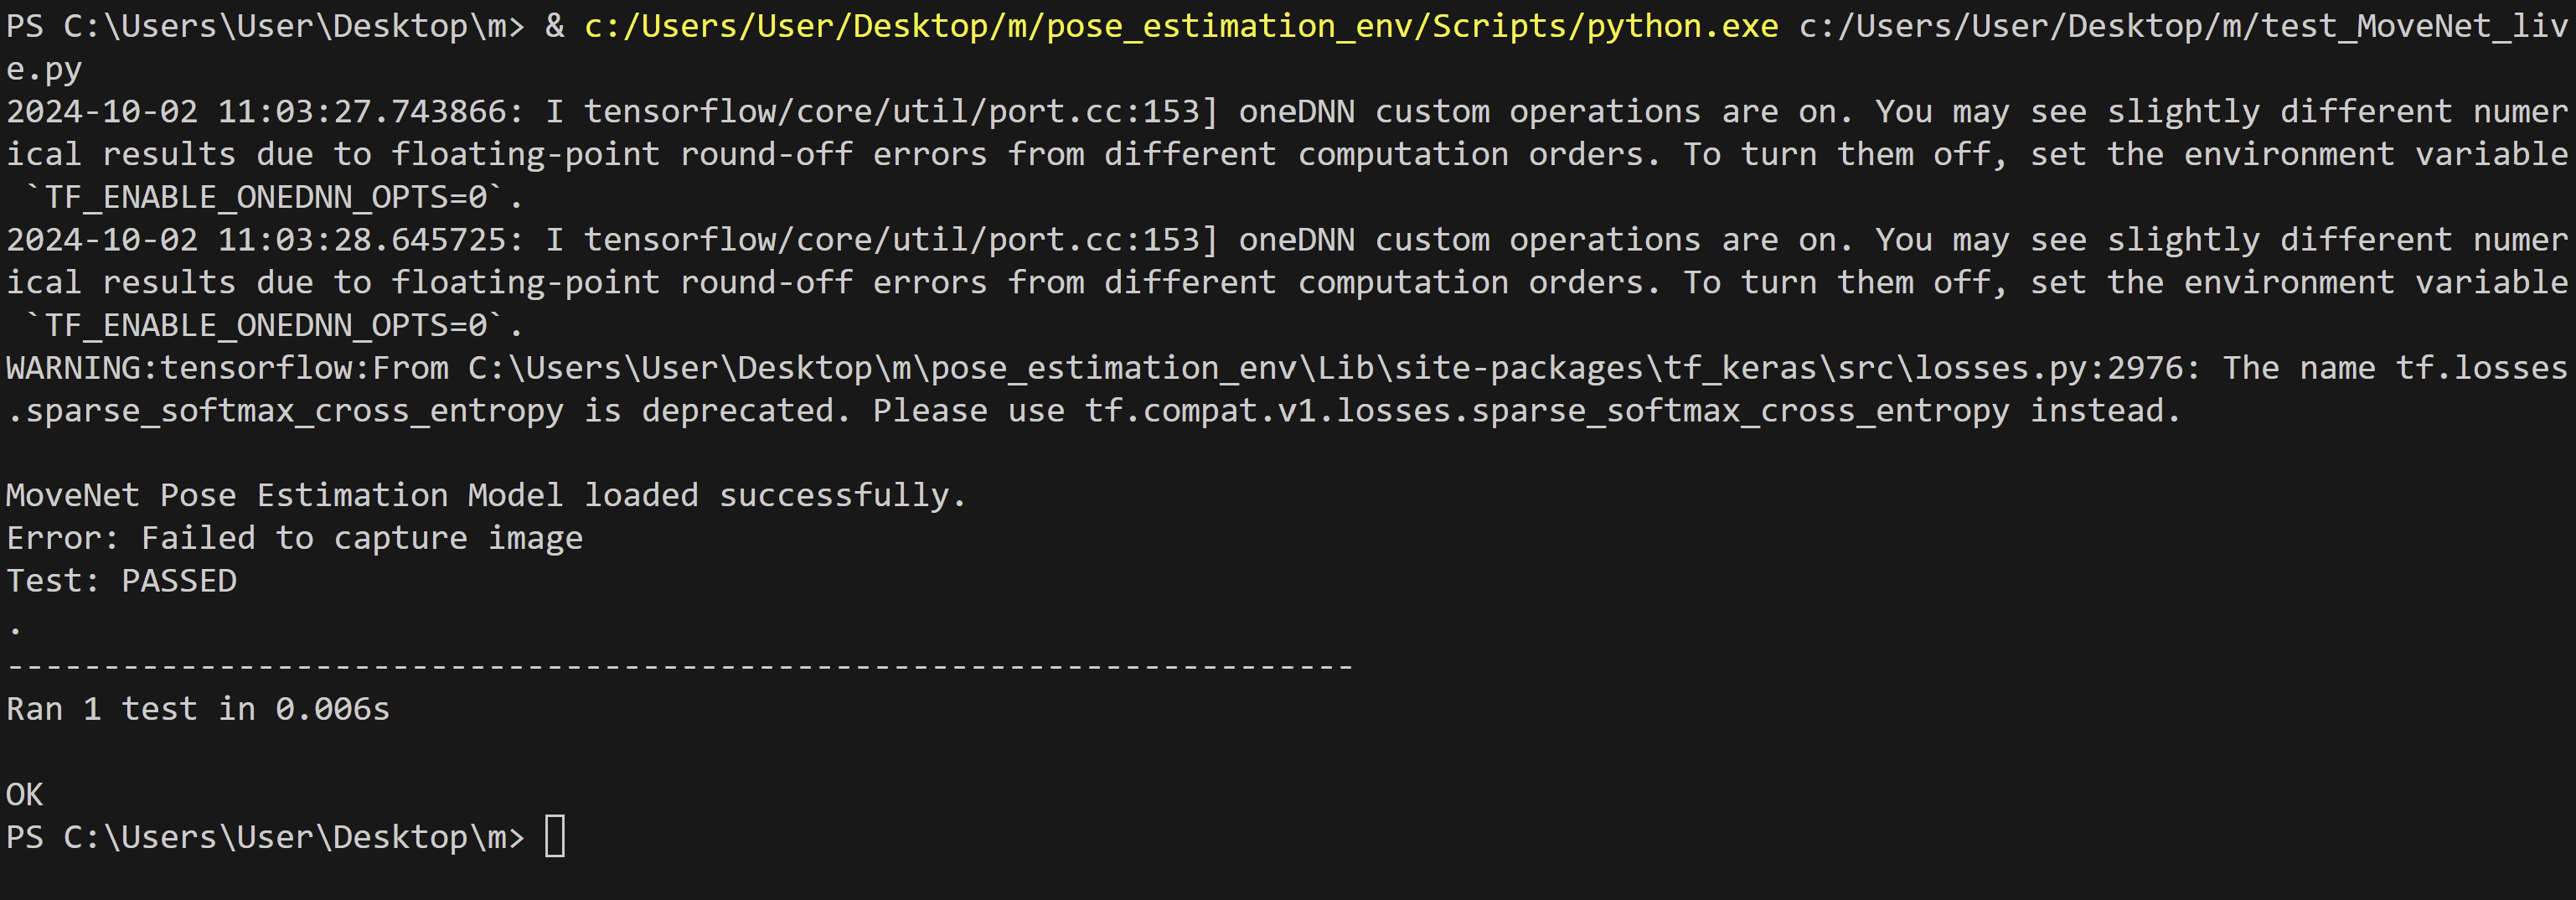 PS C:\Users\User\Desktop\m> & c:/Users/User/Desktop/m/pose_estimation_env/Scripts/python.exe c:/Users/User/Desktop/m/test_MoveNet_liv
e.py
2024-10-02 11:03:27.743866: I tensorflow/core/util/port.cc:153] oneDNN custom operations are on. You may see slightly different numer
ical results due to floating-point round-off errors from different computation orders. To turn them off, set the environment variable
 `TF_ENABLE_ONEDNN_OPTS=0`.
2024-10-02 11:03:28.645725: I tensorflow/core/util/port.cc:153] oneDNN custom operations are on. You may see slightly different numer
ical results due to floating-point round-off errors from different computation orders. To turn them off, set the environment variable
 `TF_ENABLE_ONEDNN_OPTS=0`.
WARNING:tensorflow:From C:\Users\User\Desktop\m\pose_estimation_env\Lib\site-packages\tf_keras\src\losses.py:2976: The name tf.losses
.sparse_softmax_cross_entropy is deprecated. Please use tf.compat.v1.losses.sparse_softmax_cross_entropy instead.

MoveNet Pose Estimation Model loaded successfully.
Error: Failed to capture image
Test: PASSED
.
----------------------------------------------------------------------
Ran 1 test in 0.006s

OK
PS C:\Users\User\Desktop\m>